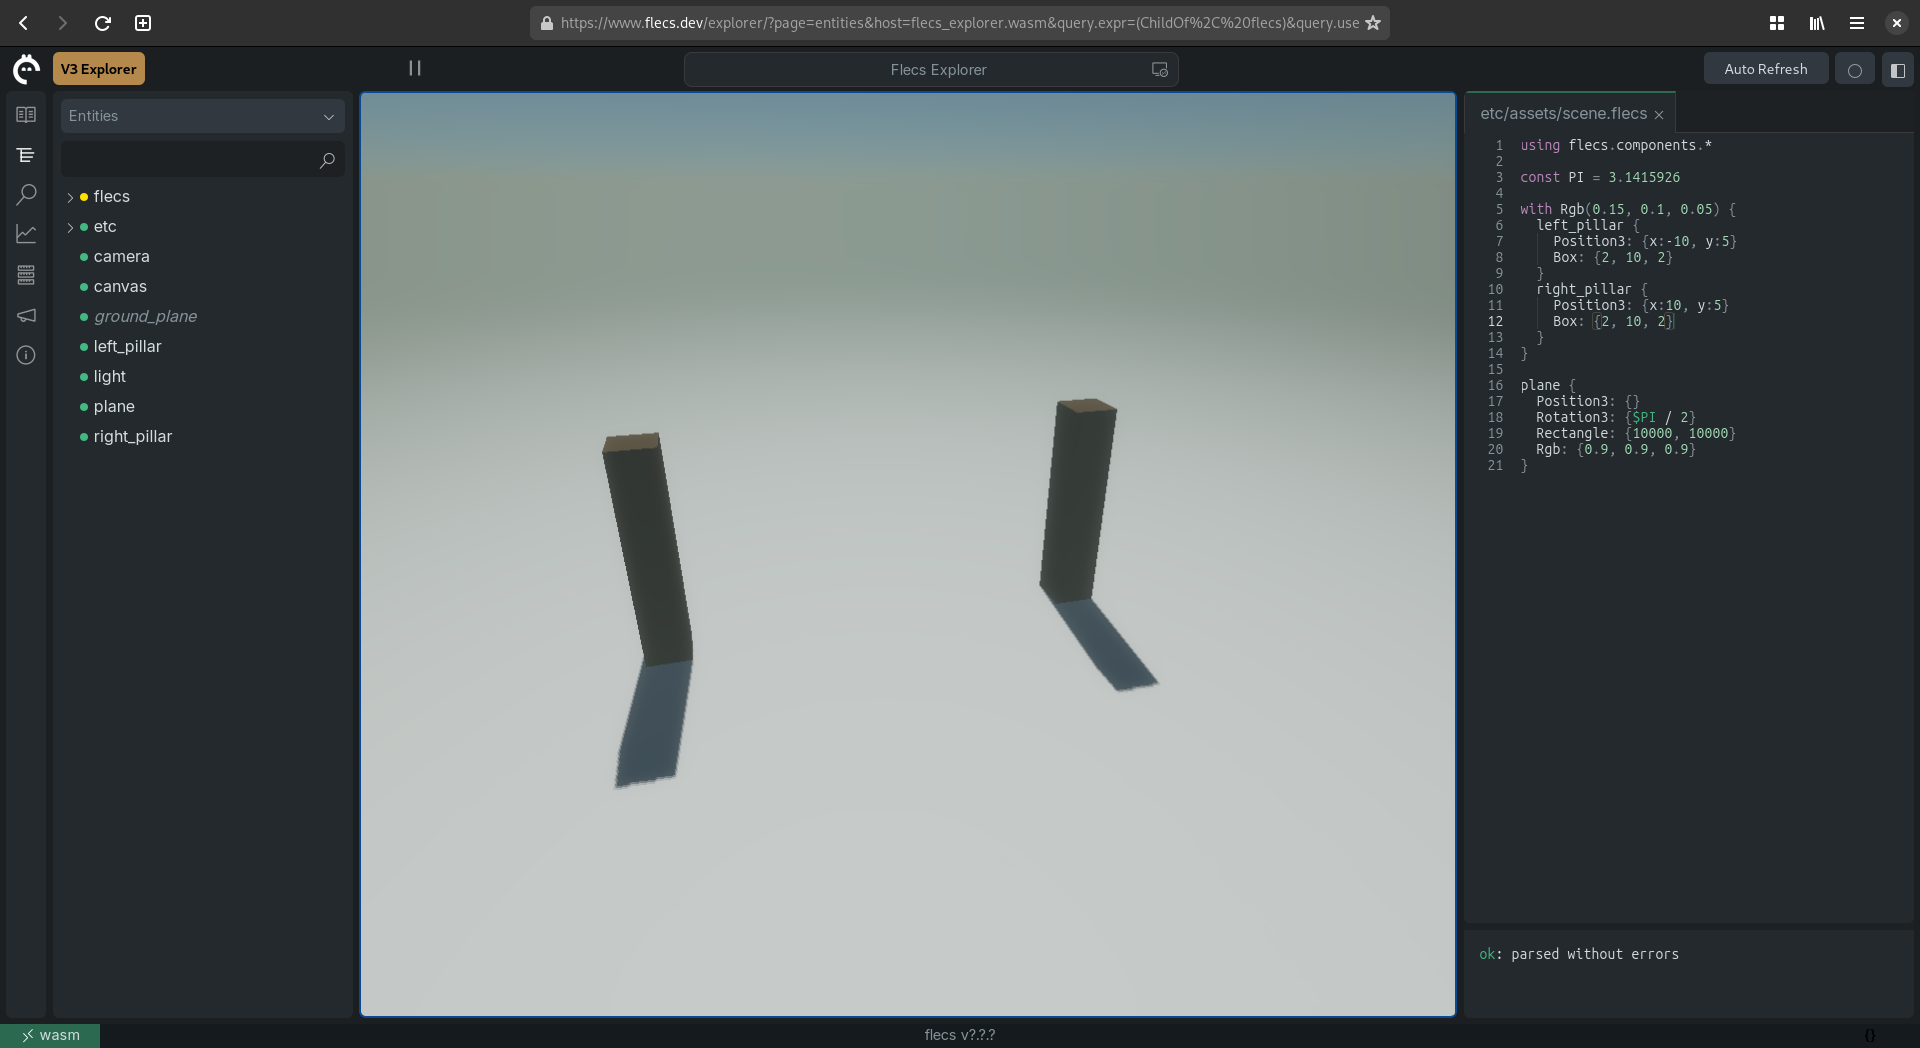 https://www.flecs.dev/explorer/?page=entities&host=flecs_explorer.wasm&query.expr=(ChildOf%2C%20flecs)&query.use
V3 Explorer
Flecs Explorer
Auto Refresh
Entities
flecs
etc
camera
canvas
ground_plane
left_pillar
light
plane
right_pillar
etc/assets/scene.flecs
1 using flecs.components.*
2
3 const PI = 3.1415926
4
5 with Rgb(0.15, 0.1, 0.05) {
6 left_pillar {
7 Position3: {x:-10, y:5}
8 Box: {2, 10, 2}
9 }
10 right_pillar {
11 Position3: {x:10, y:5}
12 Box: {2, 10, 2}
13 }
14 }
15
16 plane {
17 Position3: {}
18 Rotation3: {$PI / 2}
19 Rectangle: {10000, 10000}
20 Rgb: {0.9, 0.9, 0.9}
21 }
ok: parsed without errors
wasm
flecs v?.?.?
{}